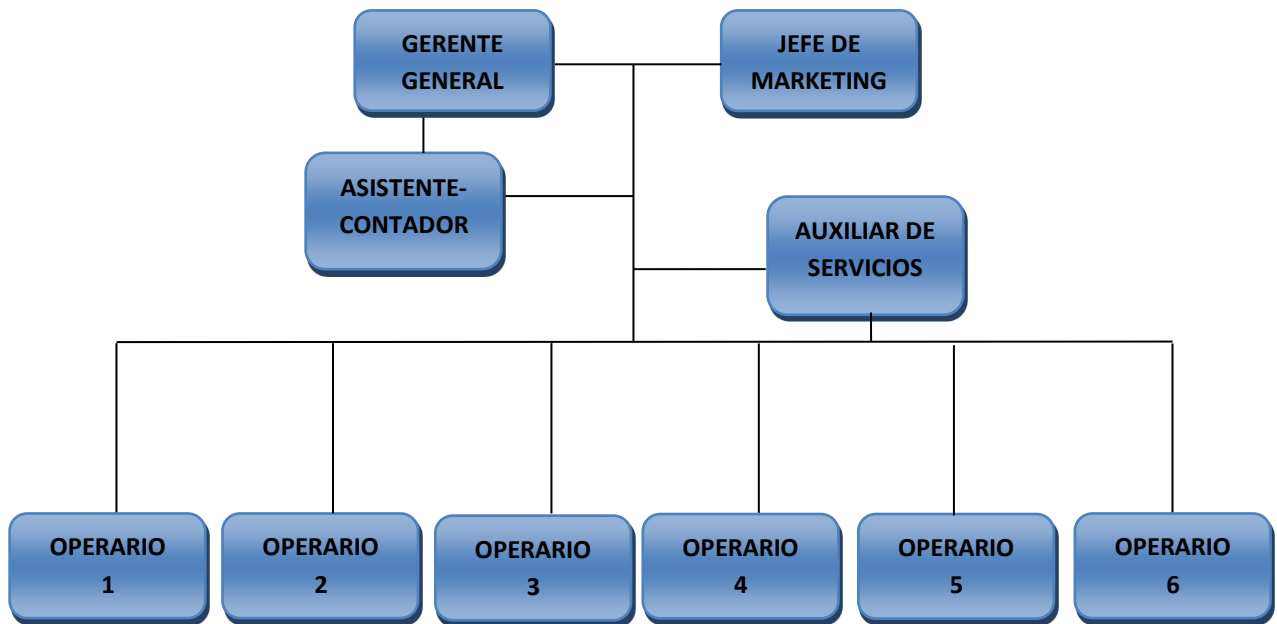 GERENTE
GENERAL
JEFE DE
MARKETING
ASISTENTE-
CONTADOR
AUXILIAR DE
SERVICIOS
OPERARIO
1
OPERARIO
2
OPERARIO
3
OPERARIO
4
OPERARIO
5
OPERARIO
6